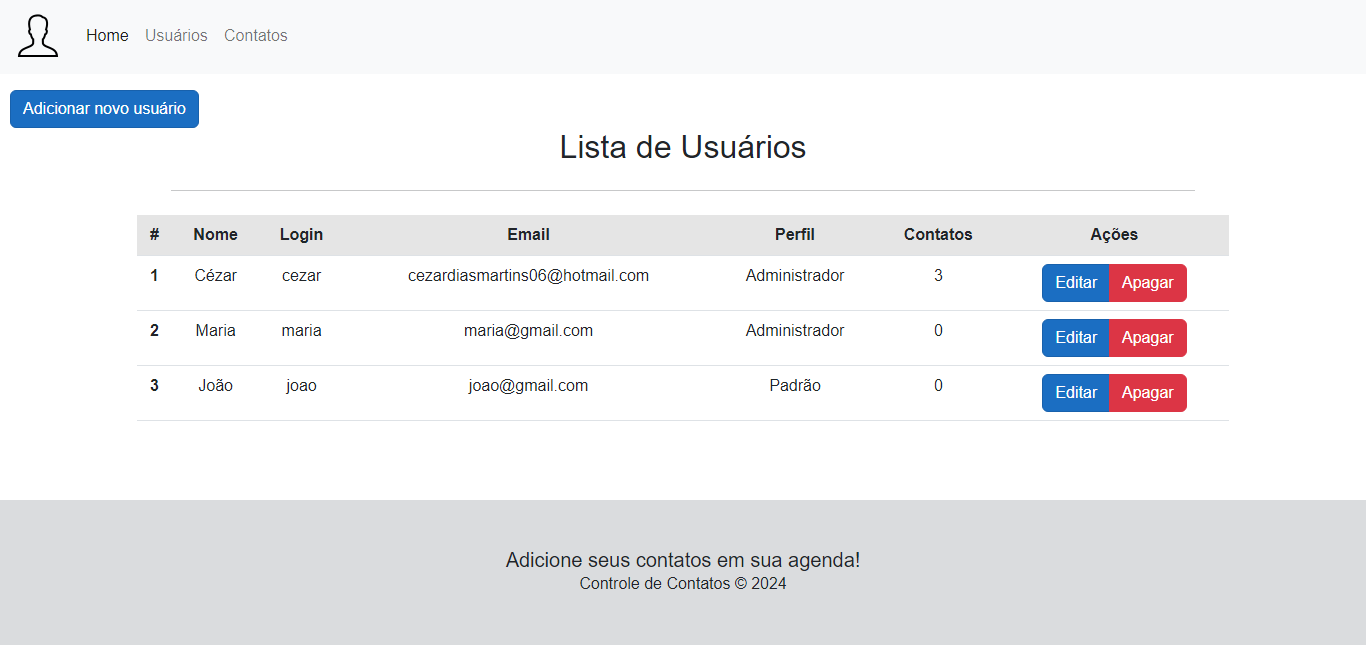 Home Usuários Contatos
Adicionar novo usuário
Lista de Usuários
# Nome Login Email Perfil Contatos Ações
1 Cézar cezar cezardiasmartins06@hotmail.com Administrador 3 Editar Apagar
2 Maria maria maria@gmail.com Administrador 0 Editar Apagar
3 João joao joao@gmail.com Padrão 0 Editar Apagar
Adicione seus contatos em sua agenda!
Controle de Contatos © 2024